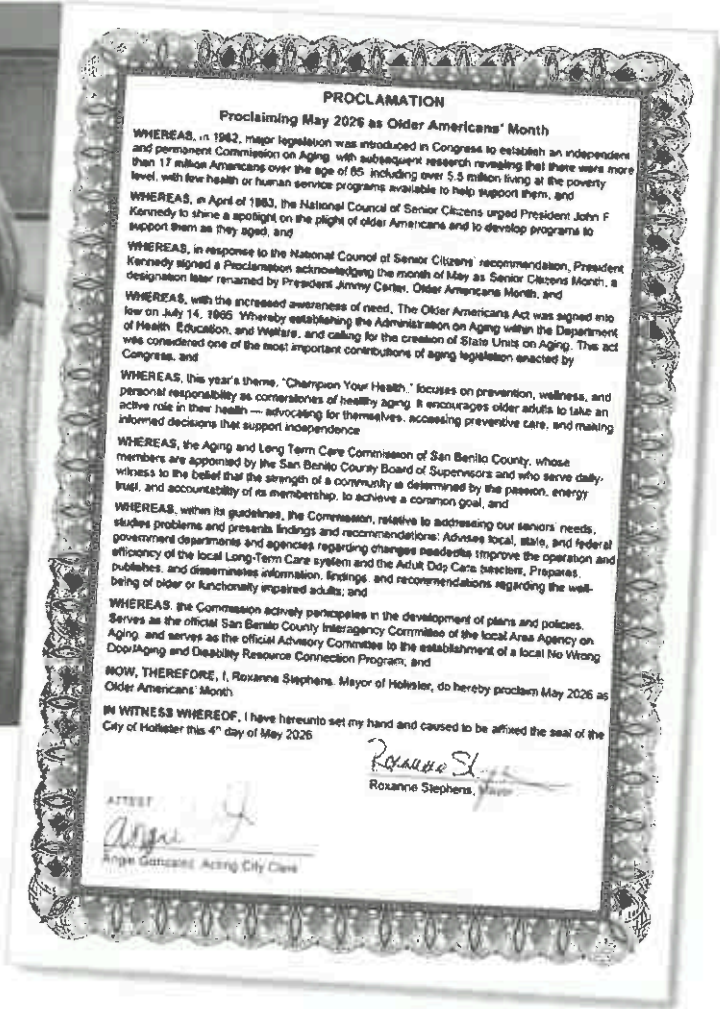 PROCLAMATION
Proclaiming May 2026 as Older Americans' Month
WHEREAS, in 1962, major legislation was introduced in Congress to establish an independent
and permanent Commission on Aging, with subsequent research revealing that there were more
than 17 million Americans over the age of 65, including over 5.5 million living at the poverty
level, with few health or human service programs available to help support them, and
WHEREAS, in April of 1963, the National Council of Senior Citizens urged President John F
Kennedy to shine a spotlight on the plight of older Americans and to develop programs to
support them as they aged, and
WHEREAS, in response to the National Council of Senior Citizens' recommendation, President
Kennedy signed a Proclamation acknowledging the month of May as Senior Citizens Month, a
designation later renamed by President Jimmy Carter, Older Americans Month, and
WHEREAS, with the increased awareness of need, The Older Americans Act was signed into
law on July 14, 1965. Whereby establishing the Administration on Aging within the Department
of Health, Education, and Welfare, and calling for the creation of State Units on Aging. This act
was considered one of the most important contributions of aging legislation enacted by
Congress, and
WHEREAS, this year's theme, "Champion Your Health," focuses on prevention, wellness, and
personal responsibility as cornerstones of healthy aging. It encourages older adults to take an
active role in their health — advocating for themselves, accessing preventive care, and making
informed decisions that support independence
WHEREAS, the Aging and Long Term Care Commission of San Benito County, whose
members are appointed by the San Benito County Board of Supervisors and who serve daily-
witness to the belief that the strength of a community is determined by the passion, energy
trust, and accountability of its membership, to achieve a common goal, and
WHEREAS, within its guidelines, the Commission, relative to addressing our seniors' needs,
studies problems and presents findings and recommendations: Advises local, state, and federal
government departments and agencies regarding changes needed to improve the operation and
efficiency of the local Long-Term Care system and the Adult Day Care Prepares,
publishes, and disseminates information, findings, and recommendations regarding the well-
being of older or functionally impaired adults; and
WHEREAS, the Commission actively participates in the development of plans and policies.
Serves as the official San Benito County Interagency Committee of the local Area Agency on
Aging, and serves as the official Advisory Committee to the establishment of a local No Wrong
Door/Aging and Disability Resource Connection Program; and
NOW, THEREFORE, I, Roxanne Stephens, Mayor of Hollister, do hereby proclaim May 2026 as
Older Americans' Month
IN WITNESS WHEREOF, I have hereunto set my hand and caused to be affixed the seal of the
City of Hollister this 4th day of May 2026
Roxanne Stephens, Mayor
ATTEST
Angie
Angie Gonzalez, Acting City Clerk